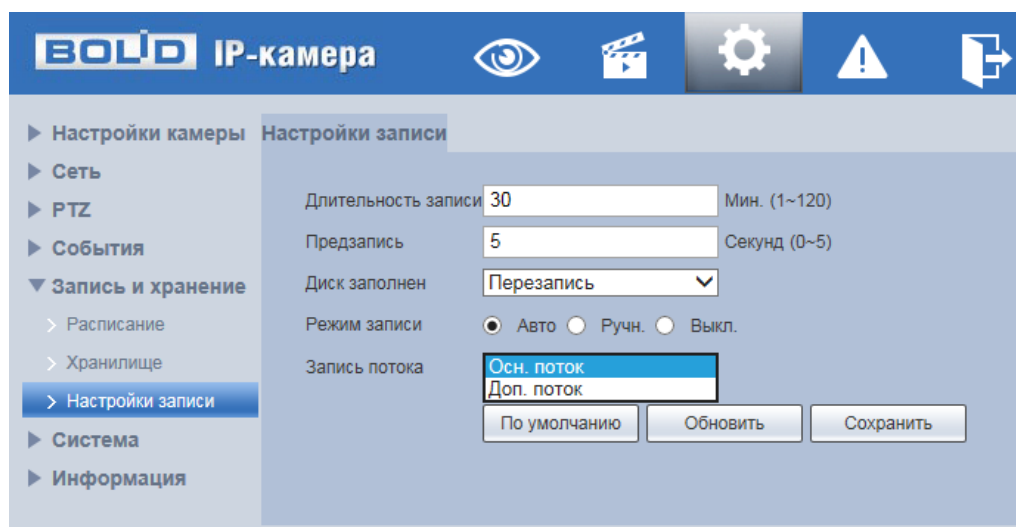 BOLID IP-камера
Настройки камеры
Сеть
PTZ
События
Запись и хранение
Расписание
Хранилище
Настройки записи
Система
Информация
Настройки записи
Длительность записи 30 Мин. (1~120)
Предзапись 5 Секунд (0~5)
Диск заполнен Перезапись
Режим записи Авто Ручн. Выкл.
Запись потока Осн. поток
Доп. поток
По умолчанию Обновить Сохранить